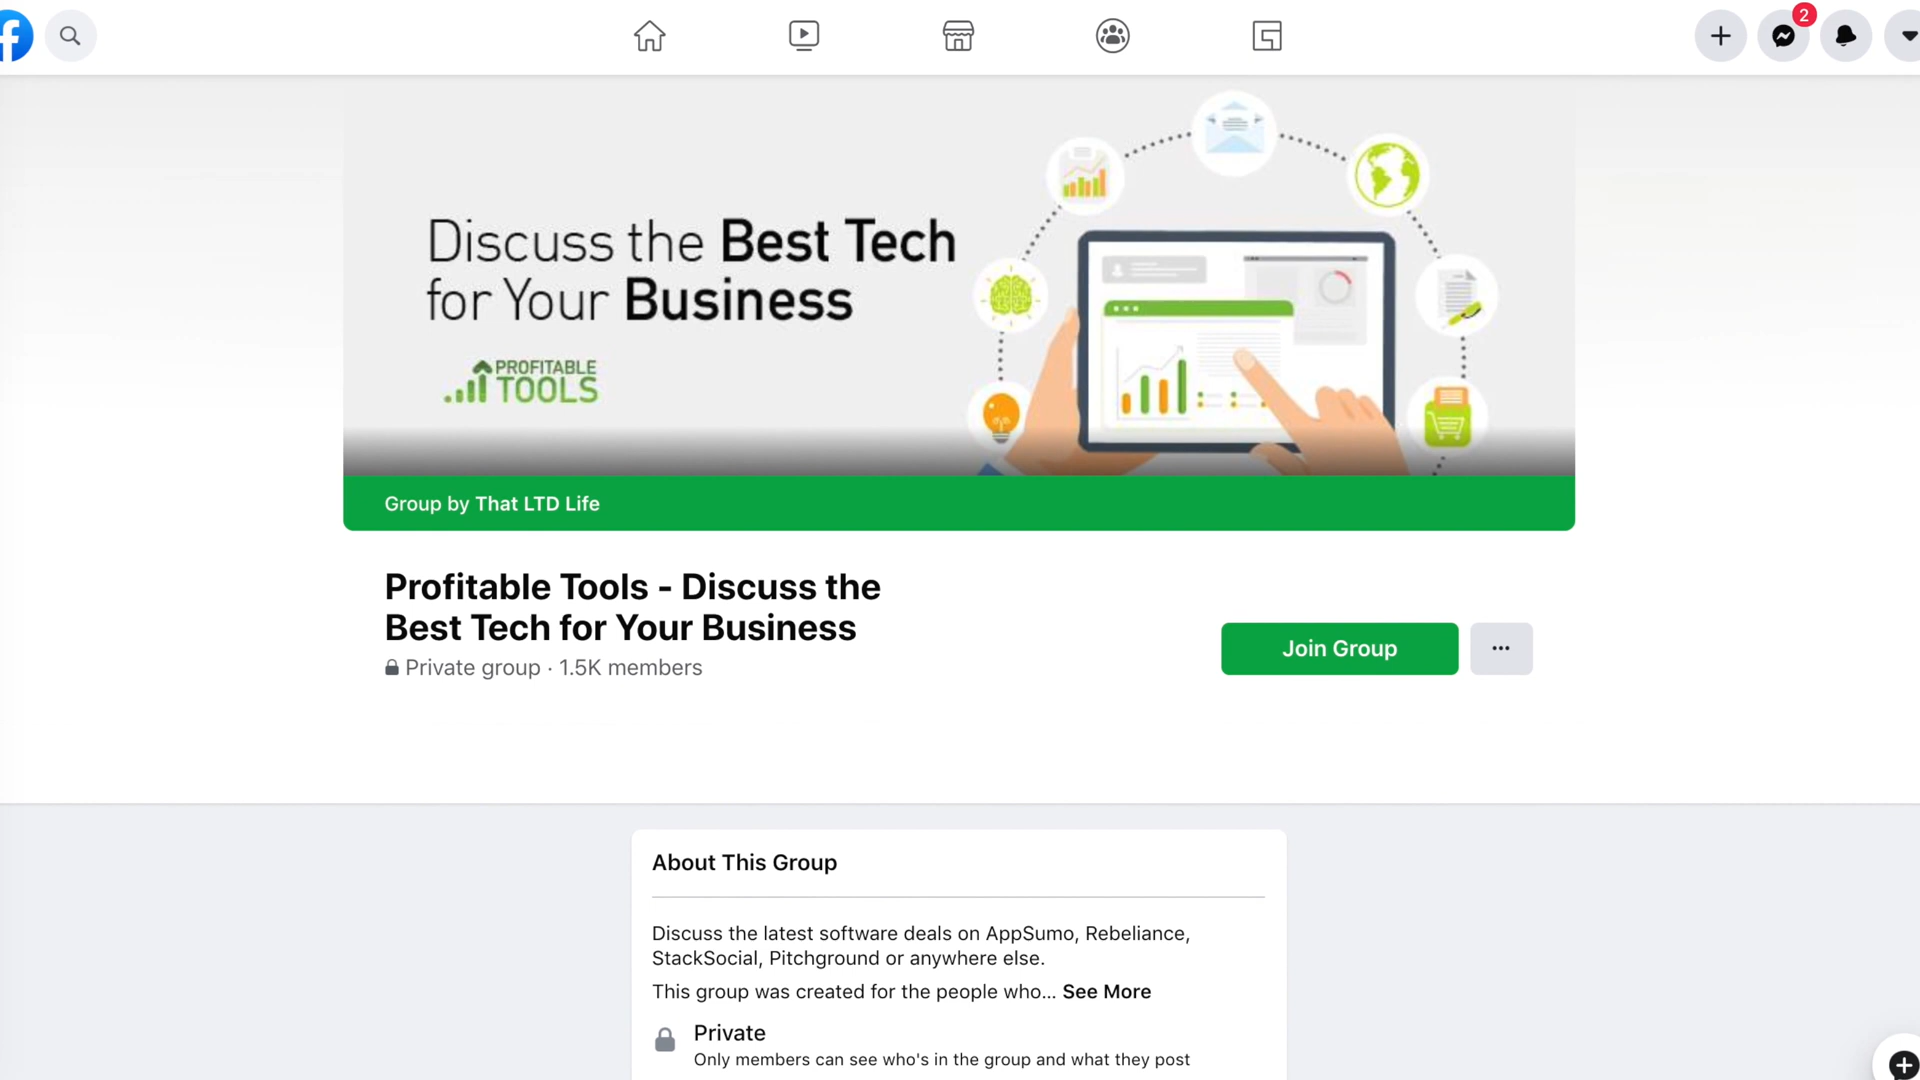 2
Discuss the Best Tech
for Your Business
PROFITABLE
TOOLS
Group by That LTD Life
Profitable Tools - Discuss the
Best Tech for Your Business
Private group · 1.5K members
Join Group
About This Group
Discuss the latest software deals on AppSumo, Rebeliance,
StackSocial, Pitchground or anywhere else.
This group was created for the people who... See More
Private
Only members can see who's in the group and what they post